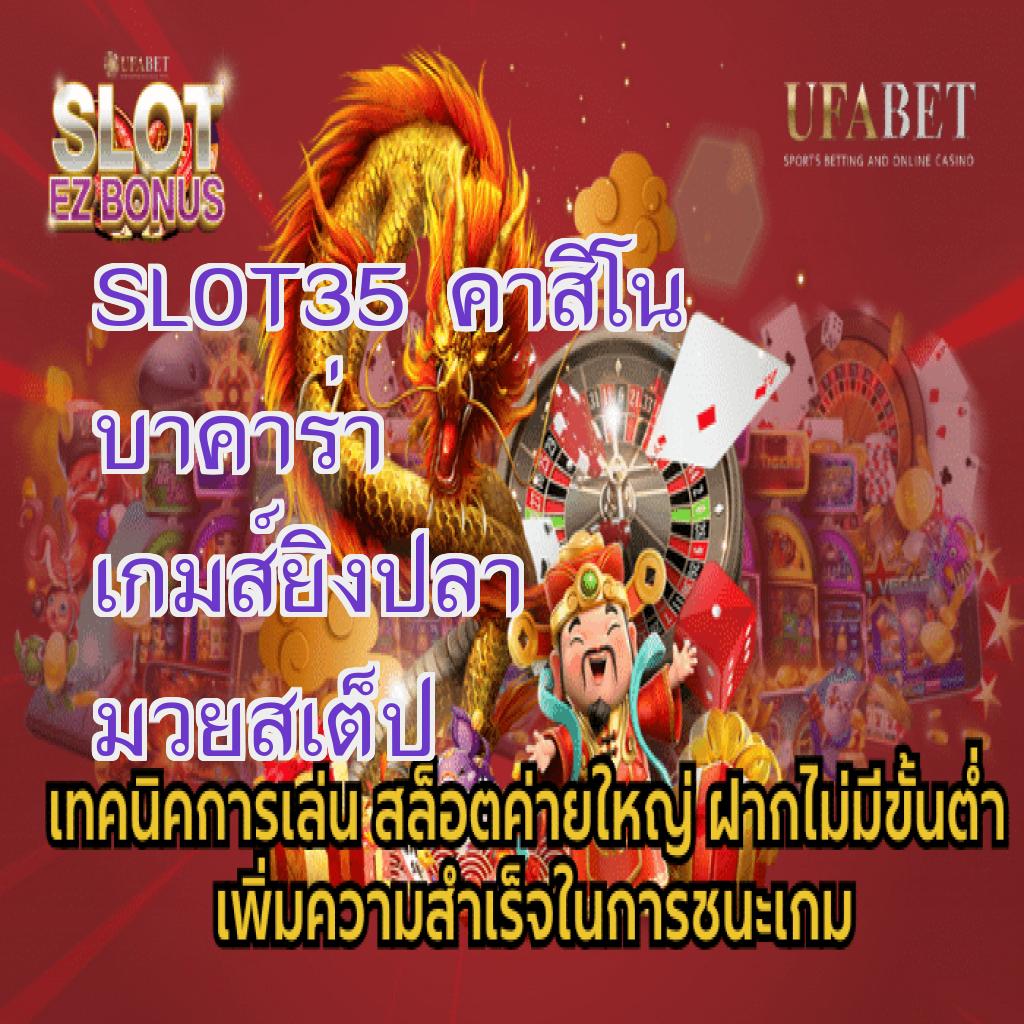 UFABET
SLOT
EZ BONUS
UFABET
SPORTS BETTING AND ONLINE CASINO
SLOT35 คาสิโน
บาคาร่า
เกมส์ยิงปลา
มวยสเต็ป
เทคนิคการเล่น สล็อตค่ายใหญ่ ฝากไม่มีขั้นต่ำ
เพิ่มความสำเร็จในการชนะเกม